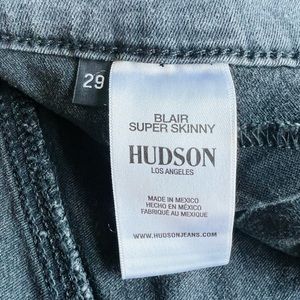 29
BLAIR
SUPER SKINNY
HUDSON
LOS ANGELES
MADE IN MEXICO
HECHO EN MÉXICO
FABRIQUÉ AU MEXIQUE
WWW.HUDSONJEANS.COM